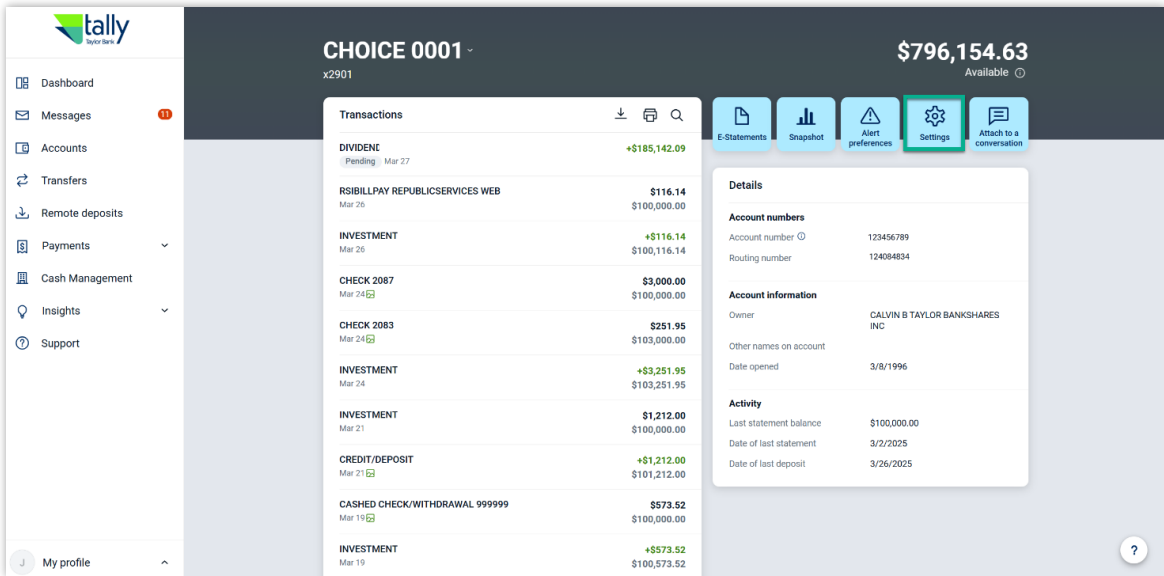 tally
Taylor Bank
Dashboard
Messages
11
Accounts
Transfers
Remote deposits
Payments
Cash Management
Insights
Support
J
My profile
CHOICE 0001
x2901
$796,154.63
Available
Transactions
DIVIDEND
+$185,142.09
Pending Mar 27
RSIBILLPAY REPUBLICSERVICES WEB
$116.14
Mar 26
$100,000.00
INVESTMENT
+$116.14
Mar 26
$100,116.14
CHECK 2087
$3,000.00
Mar 24
$100,000.00
CHECK 2083
$251.95
Mar 24
$103,000.00
INVESTMENT
+$3,251.95
Mar 24
$103,251.95
INVESTMENT
$1,212.00
Mar 21
$100,000.00
CREDIT/DEPOSIT
+$1,212.00
Mar 21
$101,212.00
CASHED CHECK/WITHDRAWAL 999999
$573.52
Mar 19
$100,000.00
INVESTMENT
+$573.52
Mar 19
$100,573.52
E-Statements
Snapshot
Alert
preferences
Settings
Attach to a
conversation
Details
Account numbers
Account number 123456789
Routing number 124084834
Account information
Owner CALVIN B TAYLOR BANKSHARES
INC
Other names on account
Date opened 3/8/1996
Activity
Last statement balance $100,000.00
Date of last statement 3/2/2025
Date of last deposit 3/26/2025
?